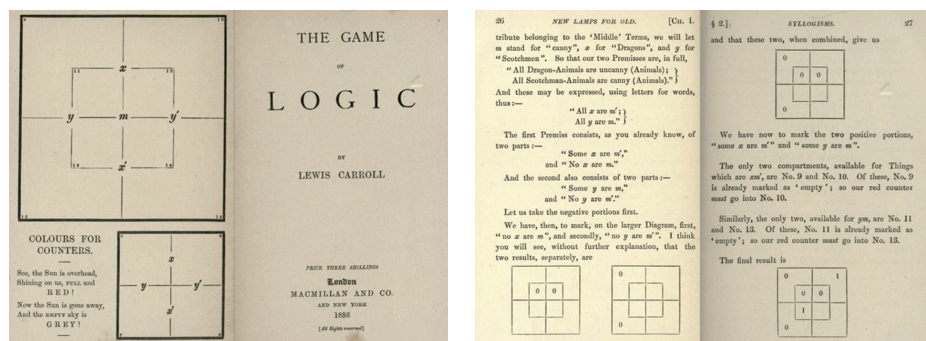 x
y m y'
x'
COLOURS FOR
COUNTERS.
See, the Sun is overhead,
Shining on us, FULL and
RED!
Now the Sun is gone away,
And the EMPTY sky is
GREY!
x
y y'
x'
THE GAME
OF
LOGIC
BY
LEWIS CARROLL
PRICE THREE SHILLINGS
London
MACMILLAN AND CO.
AND NEW YORK
1886
[All Rights reserved]
26 NEW LAMPS FOR OLD. [CH. I.
tribute belonging to the 'Middle' Terms, we will let
m stand for "canny", x for "Dragons", and y for
"Scotchmen". So that our two Premisses are, in full,
"All Dragon-Animals are uncanny (Animals);
All Scotchman-Animals are canny (Animals)."
And these may be expressed, using letters for words,
thus:—
"All x are m';
All y are m."
The first Premiss consists, as you already know, of
two parts:—
"Some x are m',"
and "No x are m."
And the second also consists of two parts:—
"Some y are m,"
and "No y are m'."
Let us take the negative portions first.
We have, then, to mark, on the larger Diagram, first,
"no x are m", and secondly, "no y are m'". I think
you will see, without further explanation, that the
two results, separately, are
0 0
0
0
§ 2.] SYLLOGISMS. 27
and that these two, when combined, give us
0
0 0
0
We have now to mark the two positive portions,
"some x are m'" and "some y are m".
The only two compartments, available for Things
which are xm', are No. 9 and No. 10. Of these, No. 9
is already marked as 'empty'; so our red counter
must go into No. 10.
Similarly, the only two, available for ym, are No. 11
and No. 13. Of these, No. 11 is already marked as
'empty'; so our red counter must go into No. 13.
The final result is
0 1
0 0
1
0